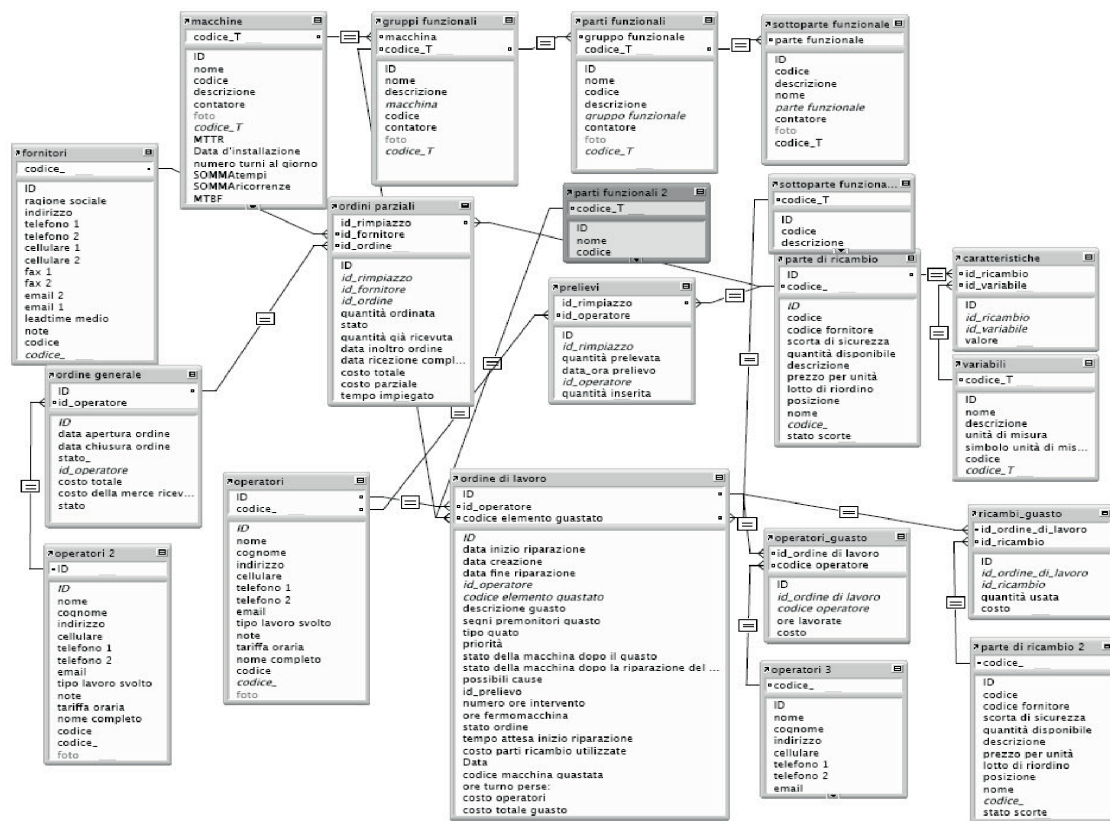 macchine
codice_T
ID
nome
codice
descrizione
contatore
foto
codice_T
MTTR
Data d'installazione
numero turni al giorno
SOMMAtempi
SOMMAricorrenze
MTBF
gruppi funzionali
macchina
codice_T
ID
nome
descrizione
macchina
codice
contatore
foto
codice_T
parti funzionali
gruppo funzionale
codice_T
ID
nome
codice
descrizione
gruppo funzionale
contatore
foto
codice_T
sottoparte funzionale
parte funzionale
ID
codice
descrizione
nome
parte funzionale
contatore
foto
codice_T
fornitori
codice_
ID
ragione sociale
indirizzo
telefono 1
telefono 2
cellulare 1
cellulare 2
fax 1
fax 2
email 2
email 1
leadtime medio
note
codice
codice_
ordini parziali
id_rimpiazzo
id_fornitore
id_ordine
ID
id_rimpiazzo
id_fornitore
id_ordine
quantità ordinata
stato
quantità già ricevuta
data inoltro ordine
data ricezione compl...
costo totale
costo parziale
tempo impiegato
parti funzionali 2
codice_T
ID
nome
codice
sottoparte funziona...
codice_T
ID
codice
descrizione
parte di ricambio
ID
codice_
ID
codice
codice fornitore
scorta di sicurezza
quantità disponibile
descrizione
prezzo per unità
lotto di riordino
posizione
nome
codice_
stato scorte
caratteristiche
id_ricambio
id_variabile
ID
id_ricambio
id_variabile
valore
prelievi
id_rimpiazzo
id_operatore
ID
id_rimpiazzo
quantità prelevata
data_ora prelievo
id_operatore
quantità inserita
variabili
codice_T
ID
nome
descrizione
unità di misura
simbolo unità di mis...
codice
codice_T
ordine generale
ID
id_operatore
ID
data apertura ordine
data chiusura ordine
stato_
id_operatore
costo totale
costo della merce ricev...
stato
operatori
ID
codice_
ID
nome
cognome
indirizzo
cellulare
telefono 1
telefono 2
email
tipo lavoro svolto
note
tariffa oraria
nome completo
codice
codice_
foto
ordine di lavoro
ID
id_operatore
codice elemento guastato
ID
data inizio riparazione
data creazione
data fine riparazione
id_operatore
codice elemento guastato
descrizione guasto
segni premonitori guasto
tipo guato
priorità
stato della macchina dopo il guasto
stato della macchina dopo la riparazione del ...
possibili cause
id_prelievo
numero ore intervento
ore fermomacchina
stato ordine
tempo attesa inizio riparazione
costo parti ricambio utilizzate
Data
codice macchina guastata
ore turno perse:
costo operatori
costo totale guasto
operatori_guasto
id_ordine di lavoro
codice operatore
ID
id_ordine di lavoro
codice operatore
ore lavorate
costo
ricambi_guasto
id_ordine_di_lavoro
id_ricambio
ID
id_ordine_di_lavoro
id_ricambio
quantità usata
costo
operatori 2
ID
ID
nome
cognome
indirizzo
cellulare
telefono 1
telefono 2
email
tipo lavoro svolto
note
tariffa oraria
nome completo
codice
codice_
foto
operatori 3
codice_
ID
nome
cognome
indirizzo
cellulare
telefono 1
telefono 2
email
parte di ricambio 2
codice_
ID
codice
codice fornitore
scorta di sicurezza
quantità disponibile
descrizione
prezzo per unità
lotto di riordino
posizione
nome
codice_
stato scorte